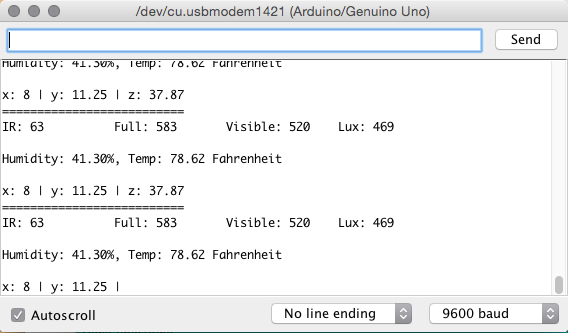 /dev/cu.usbmodem1421 (Arduino/Genuino Uno)
Send
Humidity: 41.30%, Temp: 78.62 Fahrenheit
x: 8 | y: 11.25 | z: 37.87
==========================
IR: 63 Full: 583 Visible: 520 Lux: 469
Humidity: 41.30%, Temp: 78.62 Fahrenheit
x: 8 | y: 11.25 | z: 37.87
==========================
IR: 63 Full: 583 Visible: 520 Lux: 469
Humidity: 41.30%, Temp: 78.62 Fahrenheit
x: 8 | y: 11.25 |
Autoscroll No line ending 9600 baud